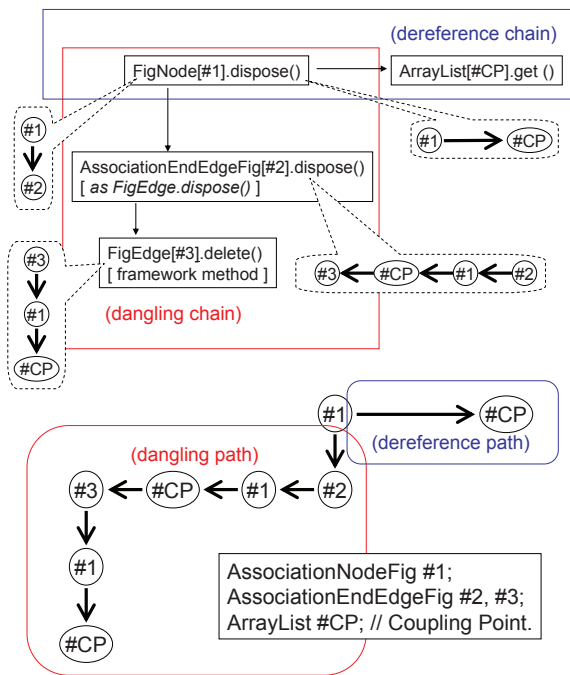 (dereference chain)
FigNode[#1].dispose()
ArrayList[#CP].get ()
#1
#2
#1
#CP
AssociationEndEdgeFig[#2].dispose()
[ as FigEdge.dispose() ]
#3
#1
#CP
FigEdge[#3].delete()
[ framework method ]
#3
#CP
#1
#2
(dangling chain)
#1
#CP
(dereference path)
(dangling path)
#3
#CP
#1
#2
#1
#CP
AssociationNodeFig #1;
AssociationEndEdgeFig #2, #3;
ArrayList #CP; // Coupling Point.